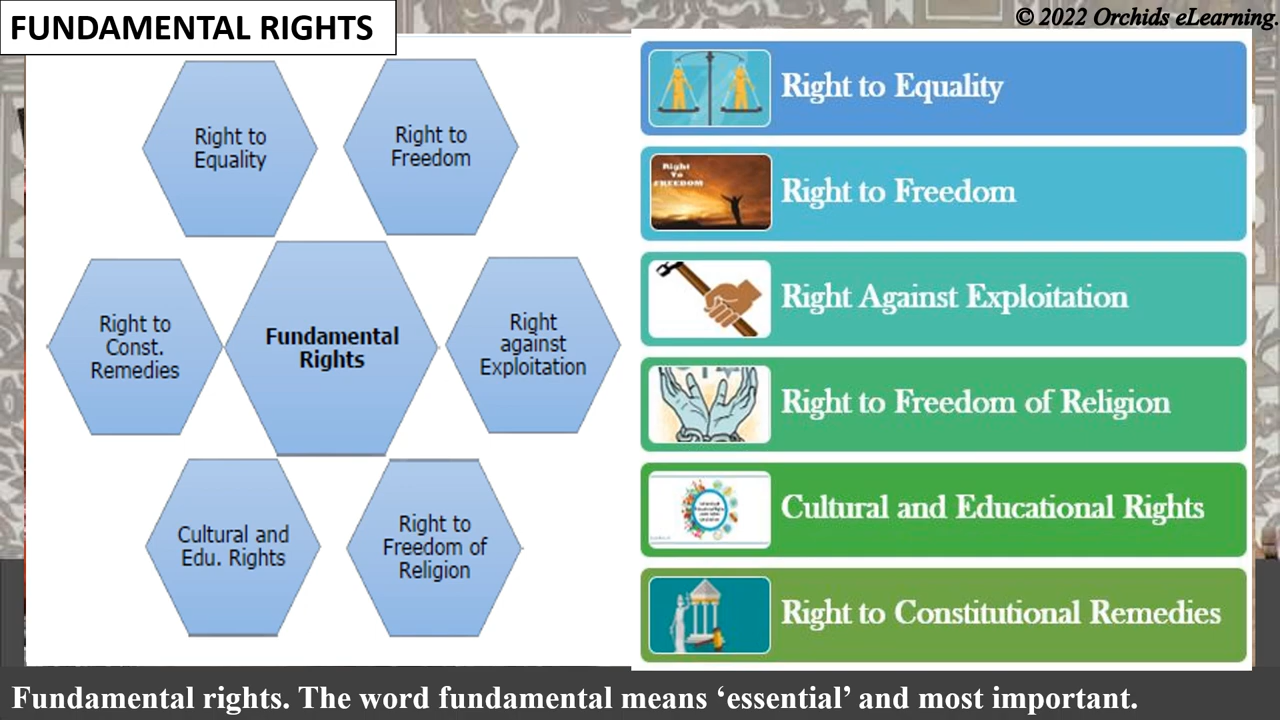 FUNDAMENTAL RIGHTS
© 2022 Orchids eLearning.
Right to
Equality
Right to
Freedom
Right to
Const.
Remedies
Fundamental
Rights
Right
against
Exploitation
Cultural and
Edu. Rights
Right to
Freedom of
Religion
Right to Equality
Right
To
FREEDOM
Right to Freedom
Right Against Exploitation
Right to Freedom of Religion
Cultural and Educational Rights
Right to Constitutional Remedies
Fundamental rights. The word fundamental means ‘essential’ and most important.